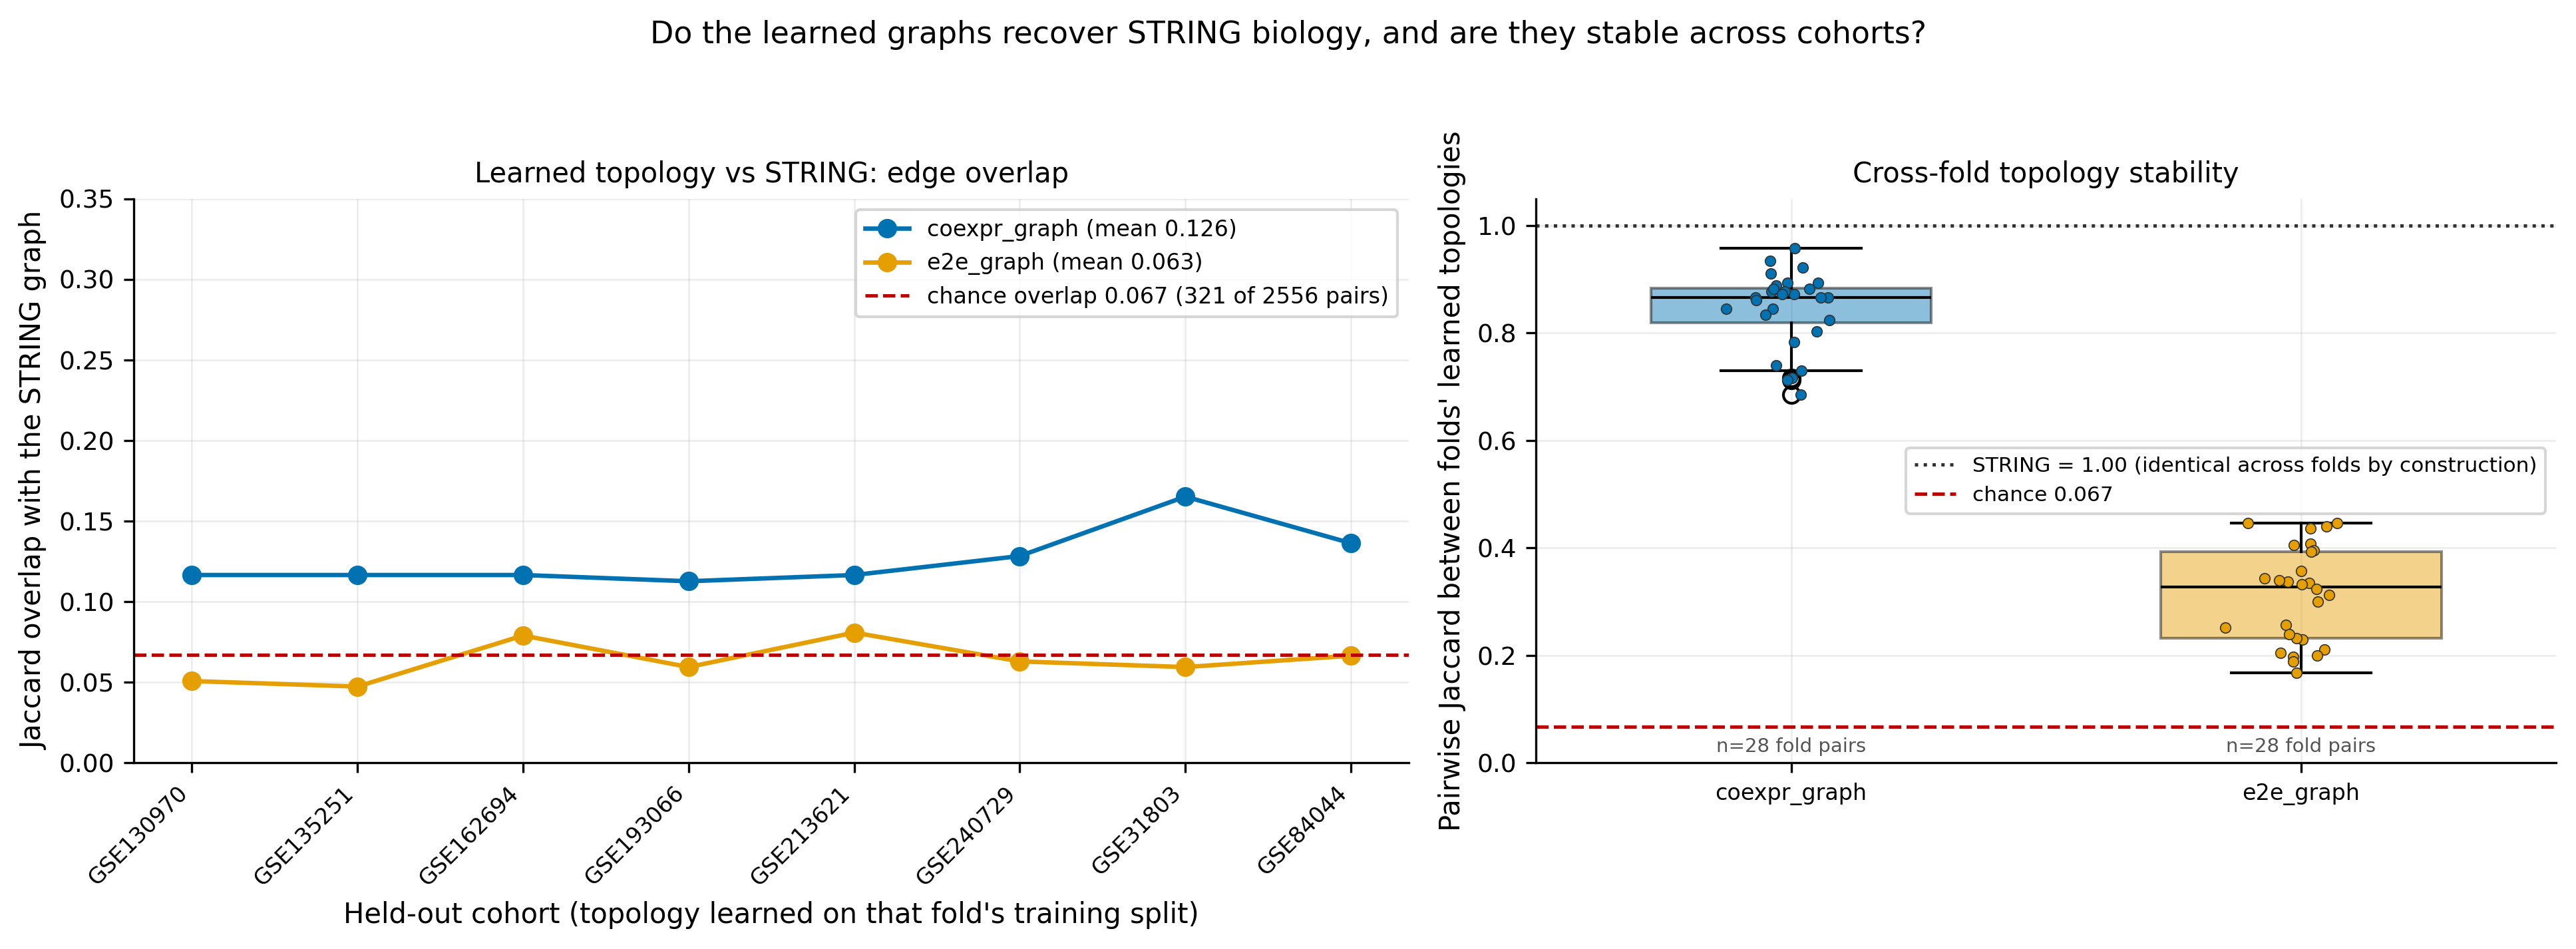 Do the learned graphs recover STRING biology, and are they stable across cohorts?
Learned topology vs STRING: edge overlap
Jaccard overlap with the STRING graph
0.35
0.30
0.25
0.20
0.15
0.10
0.05
0.00
coexpr_graph (mean 0.126)
e2e_graph (mean 0.063)
chance overlap 0.067 (321 of 2556 pairs)
GSE130970
GSE135251
GSE162694
GSE193066
GSE213621
GSE240729
GSE31803
GSE84044
Held-out cohort (topology learned on that fold's training split)
Cross-fold topology stability
Pairwise Jaccard between folds' learned topologies
1.0
0.8
0.6
0.4
0.2
0.0
STRING = 1.00 (identical across folds by construction)
chance 0.067
n=28 fold pairs
n=28 fold pairs
coexpr_graph
e2e_graph